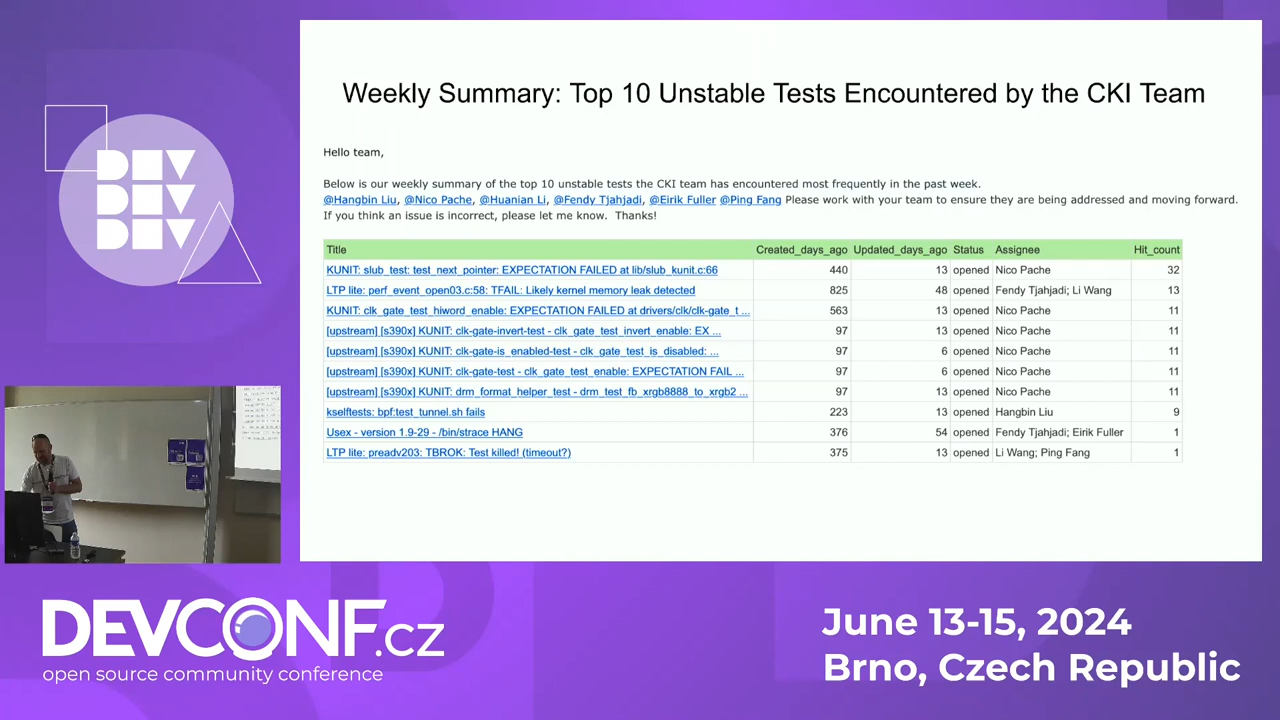 Weekly Summary: Top 10 Unstable Tests Encountered by the CKI Team
Hello team,
Below is our weekly summary of the top 10 unstable tests the CKI team has encountered most frequently in the past week.
@Hangbin Liu, @Nico Pache, @Huanian Li, @Fendy Tjahjadi, @Eirik Fuller @Ping Fang Please work with your team to ensure they are being addressed and moving forward.
If you think an issue is incorrect, please let me know.  Thanks!
Title Created_days_ago Updated_days_ago Status Assignee Hit_count
KUNIT: slub_test: test_next_pointer: EXPECTATION FAILED at lib/slub_kunit.c:66 440 13 opened Nico Pache 32
LTP lite: perf_event_open03.c:58: TFAIL: Likely kernel memory leak detected 825 48 opened Fendy Tjahjadi; Li Wang 13
KUNIT: clk_gate_test_hiword_enable: EXPECTATION FAILED at drivers/clk/clk-gate_t ... 563 13 opened Nico Pache 11
[upstream] [s390x] KUNIT: clk-gate-invert-test - clk_gate_test_invert_enable: EX ... 97 13 opened Nico Pache 11
[upstream] [s390x] KUNIT: clk-gate-is_enabled-test - clk_gate_test_is_disabled: ... 97 6 opened Nico Pache 11
[upstream] [s390x] KUNIT: clk-gate-test - clk_gate_test_enable: EXPECTATION FAIL ... 97 6 opened Nico Pache 11
[upstream] [s390x] KUNIT: drm_format_helper_test - drm_test_fb_xrgb8888_to_xrgb2 ... 97 13 opened Nico Pache 11
kselftests: bpf:test_tunnel.sh fails 223 13 opened Hangbin Liu 9
Usex - version 1.9-29 - /bin/strace HANG 376 54 opened Fendy Tjahjadi; Eirik Fuller 1
LTP lite: preadv203: TBROK: Test killed! (timeout?) 375 13 opened Li Wang; Ping Fang 1
DEV
DEV
DEV
DEVCONF.cz
open source community conference
June 13-15, 2024
Brno, Czech Republic